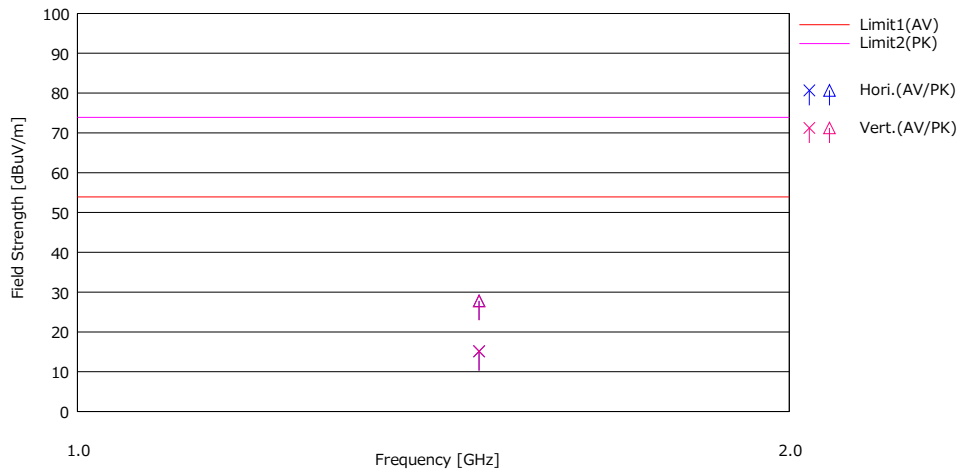 100
90
80
70
60
50
40
30
20
10
0
Field Strength [dBuV/m]
1.0
2.0
Frequency [GHz]
Limit1(AV)
Limit2(PK)
Hori.(AV/PK)
Vert.(AV/PK)